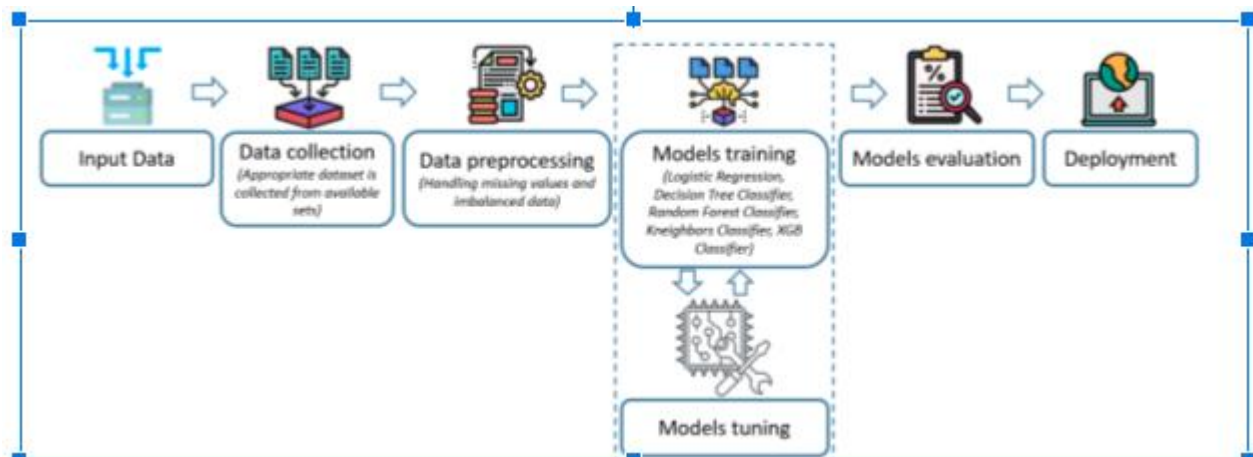 Input Data
Data collection
(Appropriate dataset is
collected from available
sets)
Data preprocessing
(Handling missing values and
imbalanced data)
Models training
(Logistic Regression,
Decision Tree Classifier,
Random Forest Classifier,
Kneighbors Classifier, XGB
Classifier)
Models tuning
%
Models evaluation
Deployment